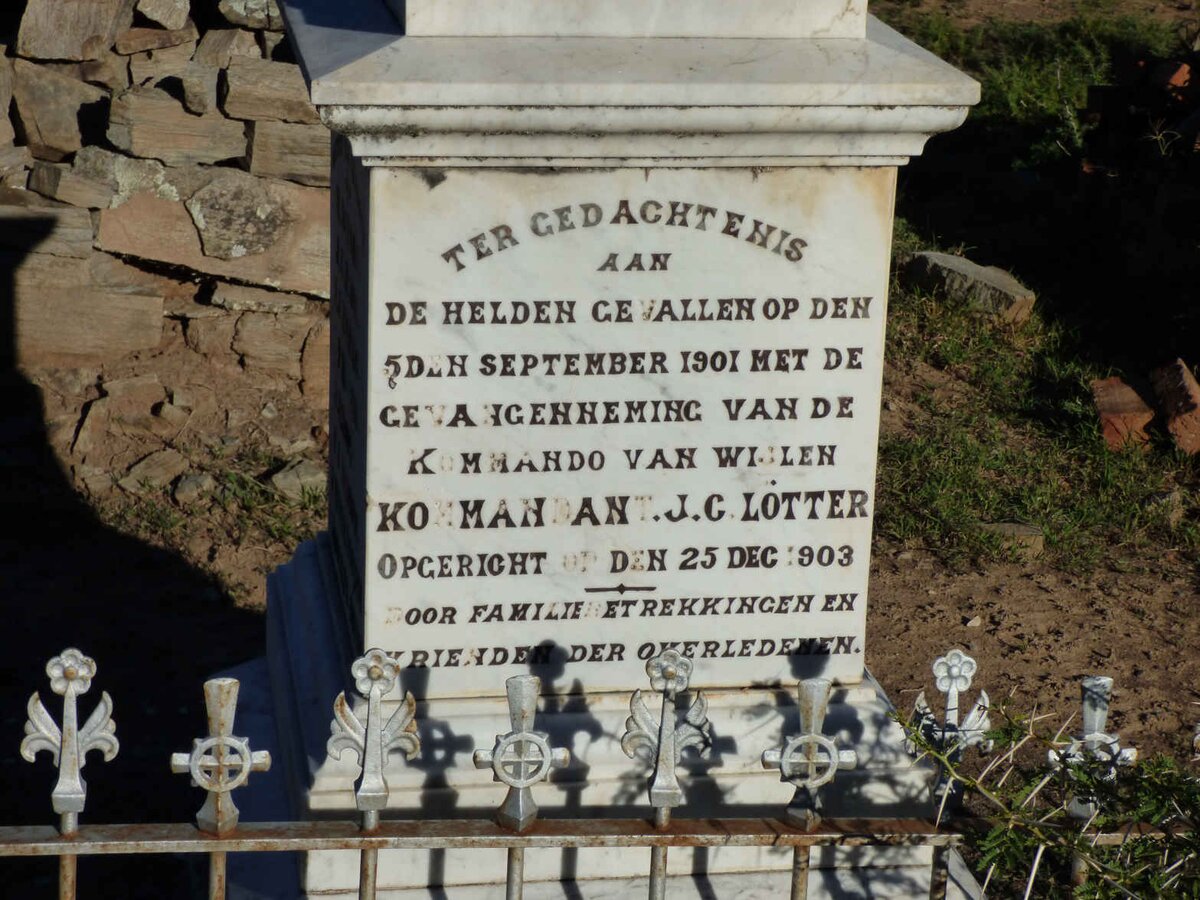 TER GEDACHTENIS
AAN
DE HELDEN GEVALLEN OP DEN
5DEN SEPTEMBER 1901 MET DE
GEVANGENNEMING VAN DE
KOMMANDO VAN WIJLEN
KOMMANDANT. J.C. LÖTTER
OPGERICHT OP DEN 25 DEC 1903
DOOR FAMILIEBETREKKINGEN EN
VRIENDEN DER OVERLEDENEN.